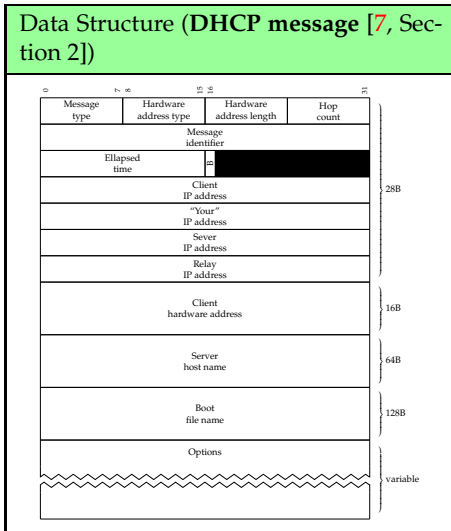 Data Structure (DHCP message [7, Sec-
tion 2])
0 7 8 15 16 31
Message type Hardware address type Hardware address length Hop count
Message identifier
Ellapsed time B
Client IP address
"Your" IP address
Sever IP address
Relay IP address
28B
Client hardware address
16B
Server host name
64B
Boot file name
128B
Options
variable